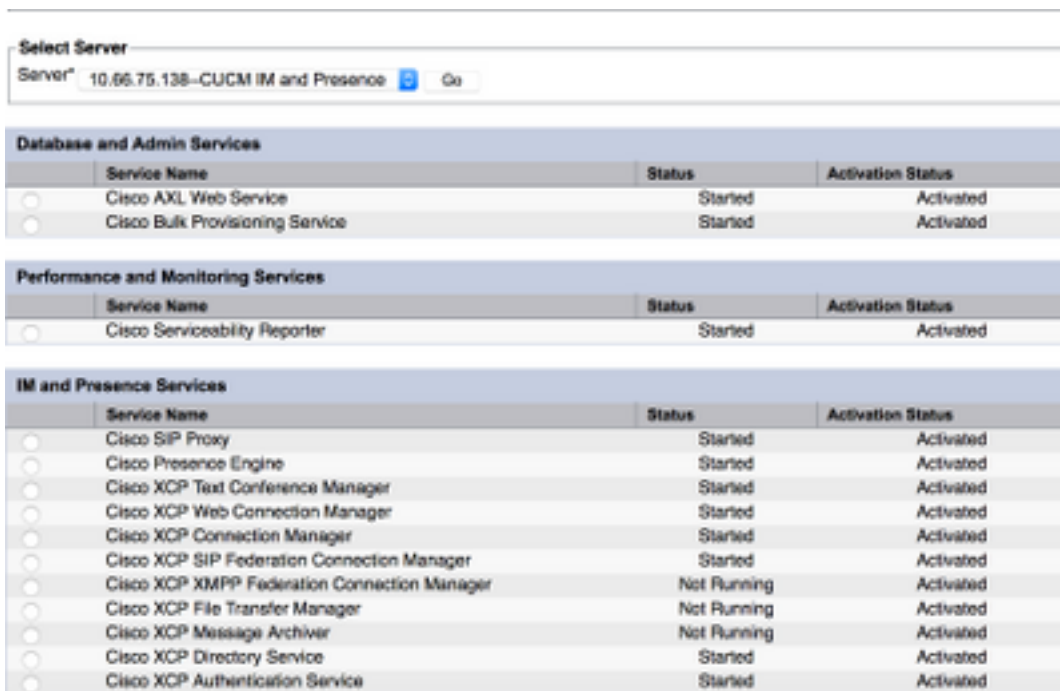 Select Server
Server* 10.66.75.138--CUCM IM and Presence Go
Database and Admin Services
Service Name Status Activation Status
Cisco AXL Web Service Started Activated
Cisco Bulk Provisioning Service Started Activated
Performance and Monitoring Services
Service Name Status Activation Status
Cisco Serviceability Reporter Started Activated
IM and Presence Services
Service Name Status Activation Status
Cisco SIP Proxy Started Activated
Cisco Presence Engine Started Activated
Cisco XCP Text Conference Manager Started Activated
Cisco XCP Web Connection Manager Started Activated
Cisco XCP Connection Manager Started Activated
Cisco XCP SIP Federation Connection Manager Started Activated
Cisco XCP XMPP Federation Connection Manager Not Running Activated
Cisco XCP File Transfer Manager Not Running Activated
Cisco XCP Message Archiver Not Running Activated
Cisco XCP Directory Service Started Activated
Cisco XCP Authentication Service Started Activated